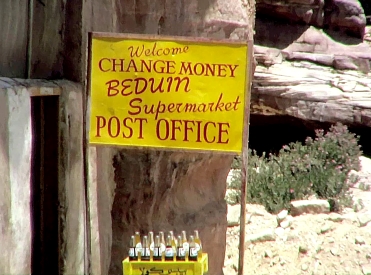 Welcome
CHANGE MONEY
BEDUIN
Supermarket
POST OFFICE